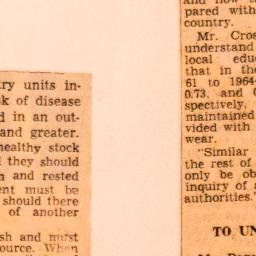 try units in-
sk of disease
d in an out-
and greater.
healthy stock
they should
n and rested
ent must be
should there
of another
sh and must
ource. When
pared with
country.
Mr. Cros
understand
local educ
that in the
61 to 1964
0.73, and
spectively,
maintained
vided with
wear.
"Similar
the rest of
only be ob
inquiry of
authorities."
TO UN